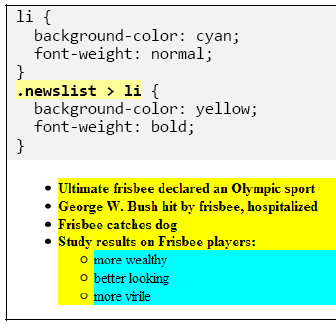 li {
  background-color: cyan;
  font-weight: normal;
}
.newslist > li {
  background-color: yellow;
  font-weight: bold;
}
• Ultimate frisbee declared an Olympic sport
• George W. Bush hit by frisbee, hospitalized
• Frisbee catches dog
• Study results on Frisbee players:
o more wealthy
o better looking
o more virile